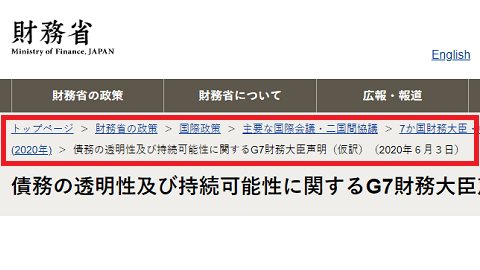 財務省
Ministry of Finance, JAPAN
English
財務省の政策 財務省について 広報・報道
トップページ > 財務省の政策 > 国際政策 > 主要な国際会議・二国間協議 > 7か国財務大臣・
(2020年) > 債務の透明性及び持続可能性に関するG7財務大臣声明（仮訳）（2020年６月３日）
債務の透明性及び持続可能性に関するG7財務大臣